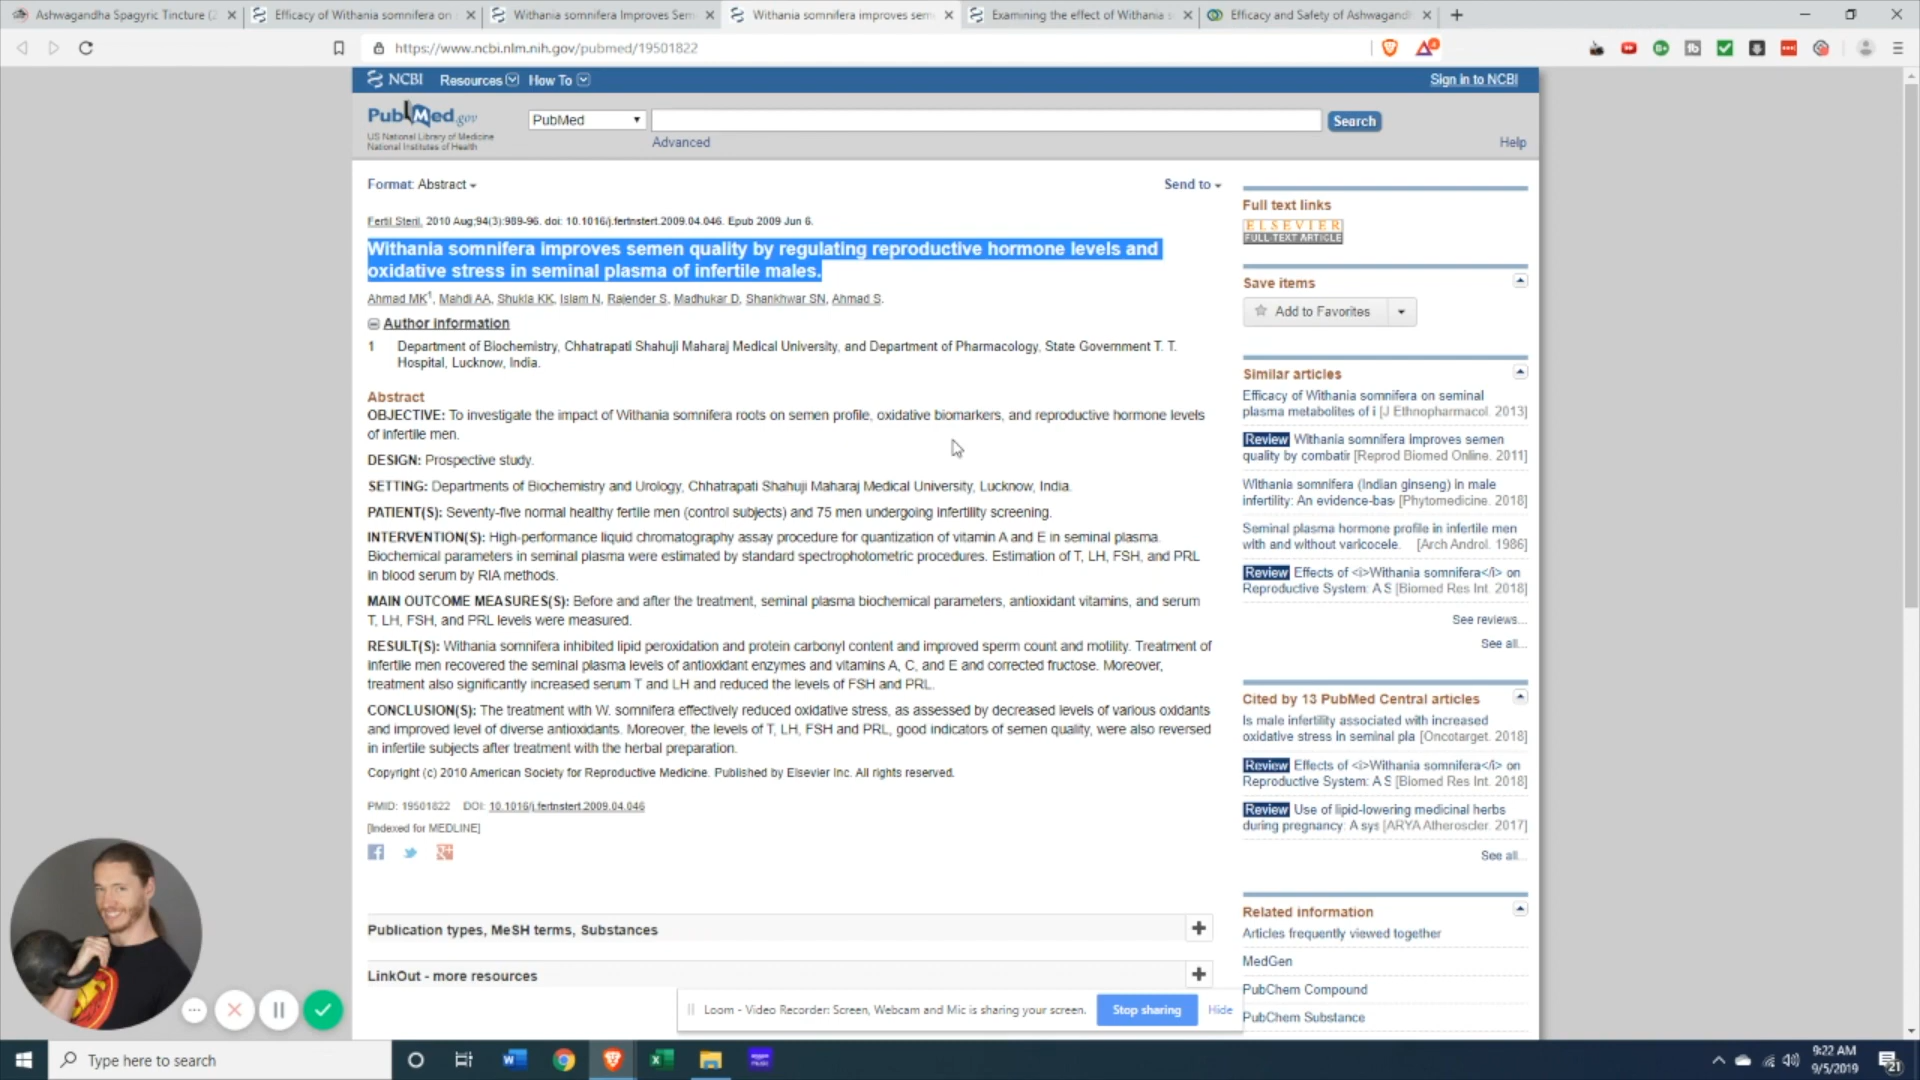 Ashwagandha Spagyric Tincture (2
Efficacy of Withania somnifera on
Withania somnifera Improves Sem
Withania somnifera improves sem
Examining the effect of Withania s
Efficacy and Safety of Ashwagandh
https://www.ncbi.nlm.nih.gov/pubmed/19501822
NCBI Resources How To
Sign in to NCBI
PubMed.gov
US National Library of Medicine
National Institutes of Health
PubMed
Search
Advanced
Help
Format: Abstract
Send to
Fertil Steril. 2010 Aug;94(3):989-96. doi: 10.1016/j.fertnstert.2009.04.046. Epub 2009 Jun 6.
Withania somnifera improves semen quality by regulating reproductive hormone levels and
oxidative stress in seminal plasma of infertile males.
Ahmad MK1, Mahdi AA, Shukla KK, Islam N, Rajender S, Madhukar D, Shankhwar SN, Ahmad S.
Author information
1 Department of Biochemistry, Chhatrapati Shahuji Maharaj Medical University, and Department of Pharmacology, State Government T. T.
Hospital, Lucknow, India.
Abstract
OBJECTIVE: To investigate the impact of Withania somnifera roots on semen profile, oxidative biomarkers, and reproductive hormone levels
of infertile men.
DESIGN: Prospective study.
SETTING: Departments of Biochemistry and Urology, Chhatrapati Shahuji Maharaj Medical University, Lucknow, India.
PATIENT(S): Seventy-five normal healthy fertile men (control subjects) and 75 men undergoing infertility screening.
INTERVENTION(S): High-performance liquid chromatography assay procedure for quantization of vitamin A and E in seminal plasma.
Biochemical parameters in seminal plasma were estimated by standard spectrophotometric procedures. Estimation of T, LH, FSH, and PRL
in blood serum by RIA methods.
MAIN OUTCOME MEASURES(S): Before and after the treatment, seminal plasma biochemical parameters, antioxidant vitamins, and serum
T, LH, FSH, and PRL levels were measured.
RESULT(S): Withania somnifera inhibited lipid peroxidation and protein carbonyl content and improved sperm count and motility. Treatment of
infertile men recovered the seminal plasma levels of antioxidant enzymes and vitamins A, C, and E and corrected fructose. Moreover,
treatment also significantly increased serum T and LH and reduced the levels of FSH and PRL.
CONCLUSION(S): The treatment with W. somnifera effectively reduced oxidative stress, as assessed by decreased levels of various oxidants
and improved level of diverse antioxidants. Moreover, the levels of T, LH, FSH and PRL, good indicators of semen quality, were also reversed
in infertile subjects after treatment with the herbal preparation.
Copyright (c) 2010 American Society for Reproductive Medicine. Published by Elsevier Inc. All rights reserved.
PMID: 19501822 DOI: 10.1016/j.fertnstert.2009.04.046
[Indexed for MEDLINE]
Publication types, MeSH terms, Substances
LinkOut - more resources
Full text links
ELSEVIER
FULL-TEXT ARTICLE
Save items
Add to Favorites
Similar articles
Efficacy of Withania somnifera on seminal
plasma metabolites of i [J Ethnopharmacol. 2013]
Review Withania somnifera improves semen
quality by combatin [Reprod Biomed Online. 2011]
Withania somnifera (Indian ginseng) in male
infertility: An evidence-bas [Phytomedicine. 2018]
Seminal plasma hormone profile in infertile men
with and without varicocele. [Arch Androl. 1986]
Review Effects of <i>Withania somnifera</i> on
Reproductive System: A S [Biomed Res Int. 2018]
See reviews...
See all...
Cited by 13 PubMed Central articles
Is male infertility associated with increased
oxidative stress in seminal pla [Oncotarget. 2018]
Review Effects of <i>Withania somnifera</i> on
Reproductive System: A S [Biomed Res Int. 2018]
Review Use of lipid-lowering medicinal herbs
during pregnancy: A sys [ARYA Atheroscler. 2017]
See all...
Related information
Articles frequently viewed together
MedGen
PubChem Compound
PubChem Substance
Loom - Video Recorder: Screen, Webcam and Mic is sharing your screen. Stop sharing Hide
Type here to search
9:22 AM
9/5/2019
21